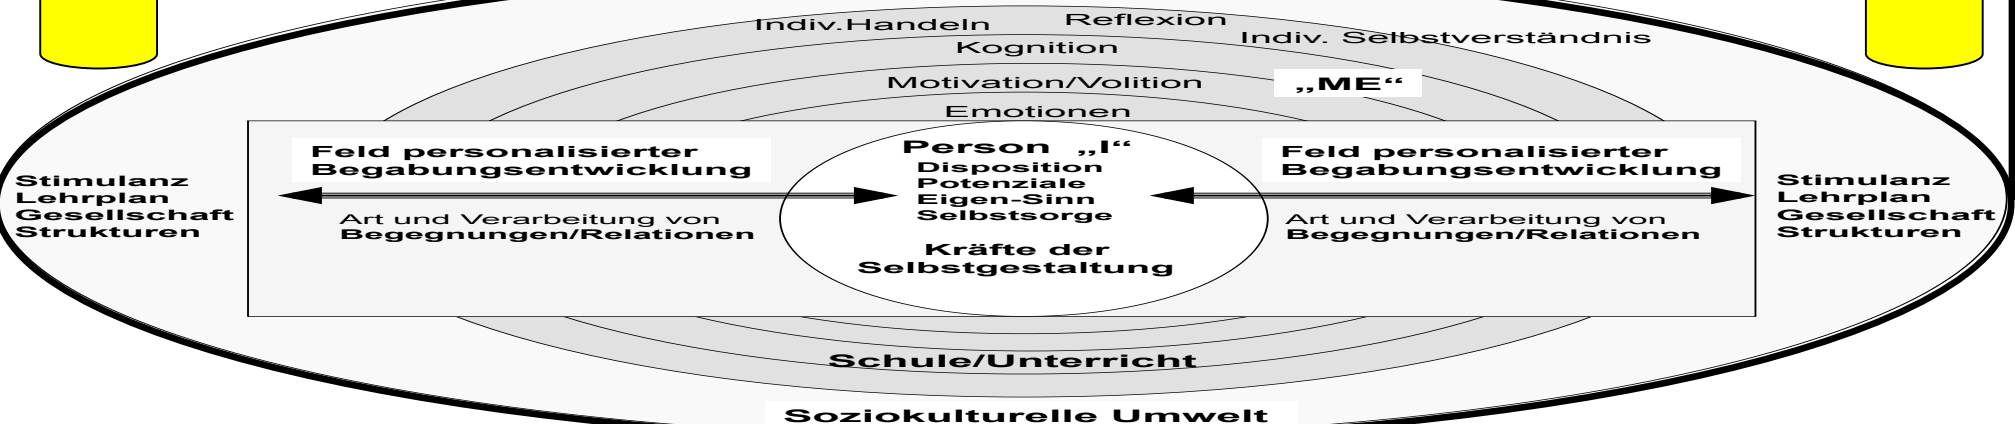 Indiv.Handeln
Reflexion
Indiv. Selbstverständnis
Kognition
Motivation/Volition
„ME“
Emotionen
Feld personalisierter
Begabungsentwicklung
Art und Verarbeitung von
Begegnungen/Relationen
Stimulanz
Lehrplan
Gesellschaft
Strukturen
Person „I“
Disposition
Potenziale
Eigen-Sinn
Selbstsorge
Kräfte der
Selbstgestaltung
Feld personalisierter
Begabungsentwicklung
Art und Verarbeitung von
Begegnungen/Relationen
Stimulanz
Lehrplan
Gesellschaft
Strukturen
Schule/Unterricht
Soziokulturelle Umwelt